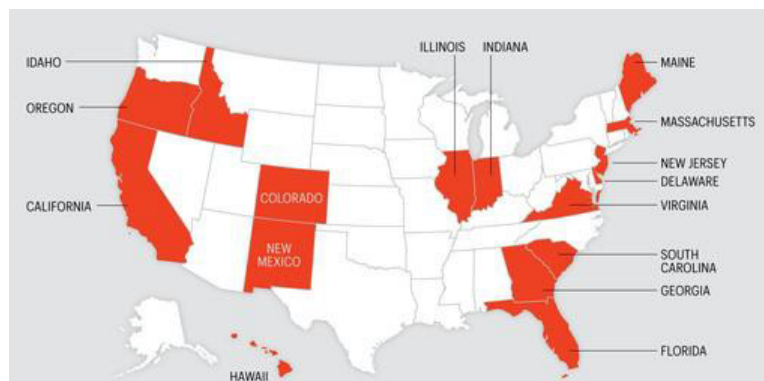 ILLINOIS
INDIANA
IDAHO
MAINE
OREGON
MASSACHUSETTS
NEW JERSEY
DELAWARE
COLORADO
CALIFORNIA
VIRGINIA
NEW
MEXICO
SOUTH
CAROLINA
GEORGIA
FLORIDA
HAWAII